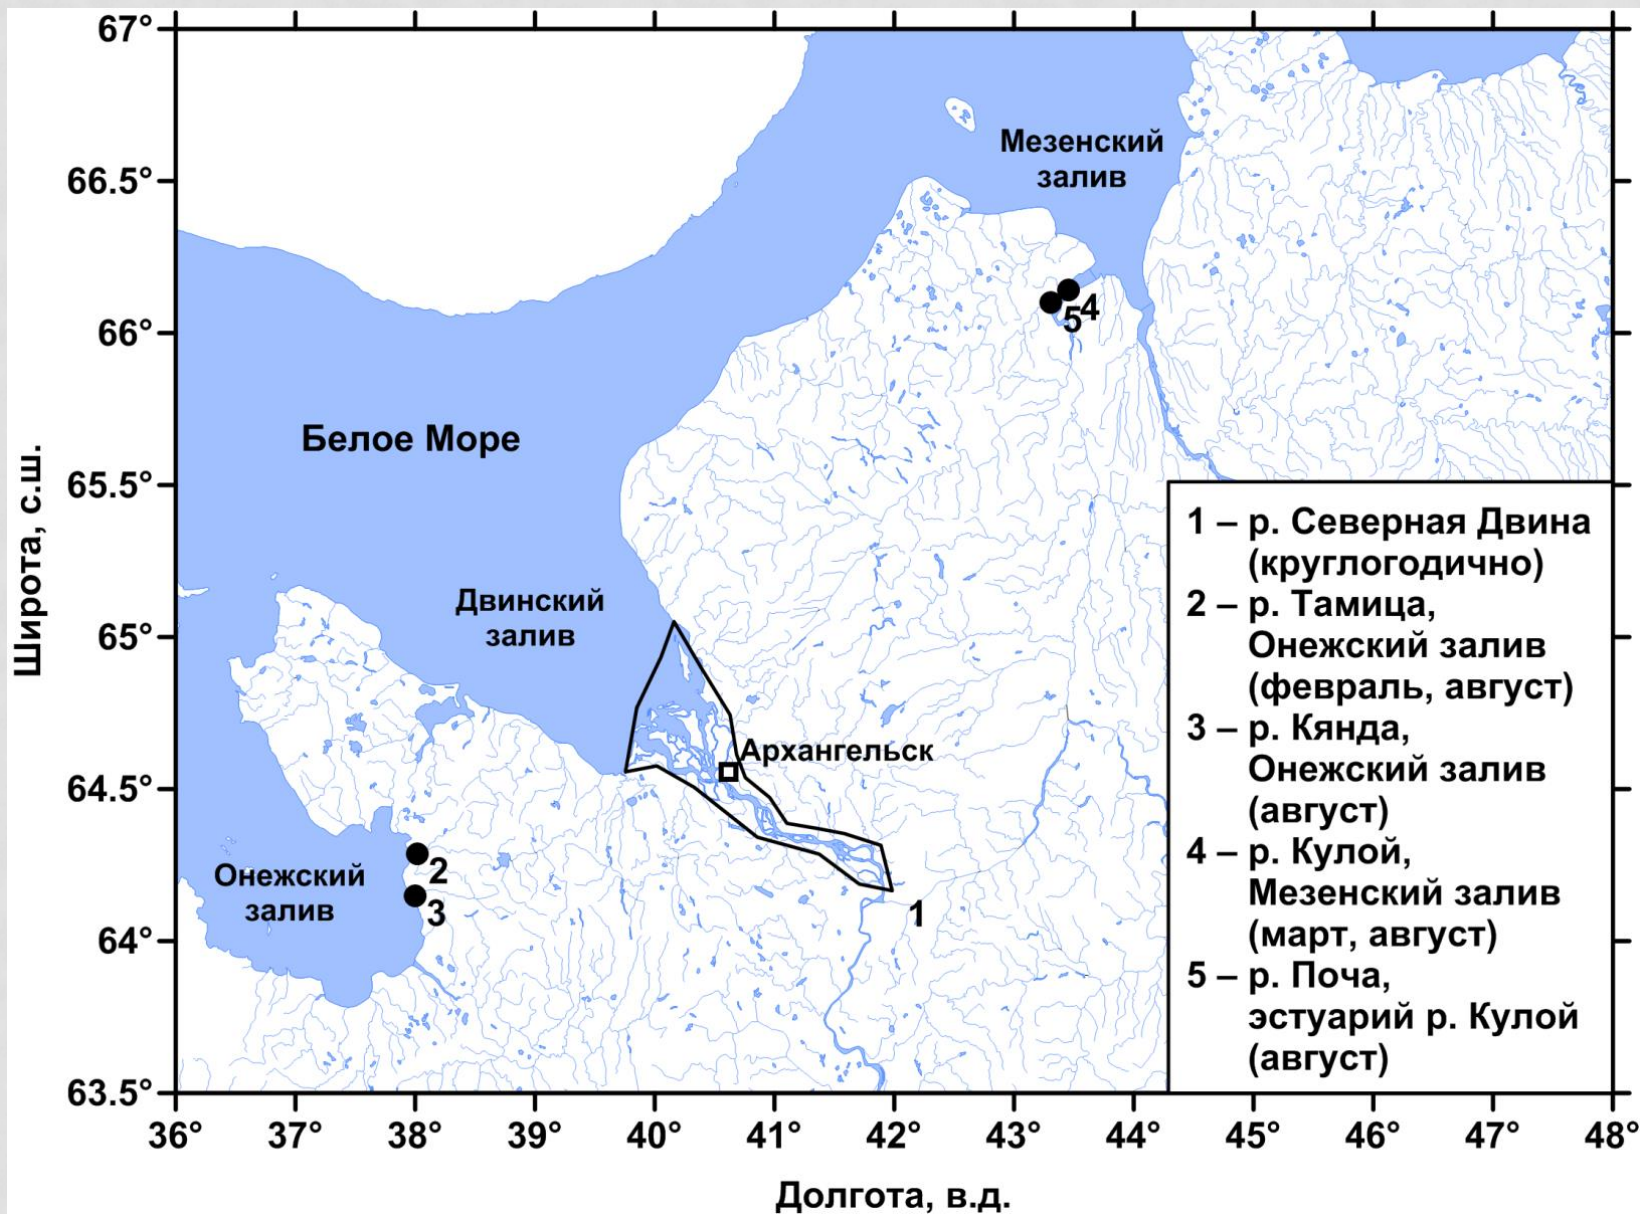 67°
66.5°
66°
65.5°
65°
64.5°
64°
63.5°
Широта, с.ш.
36°
37°
38°
39°
40°
41°
42°
43°
44°
45°
46°
47°
48°
Долгота, в.д.
Мезенский
залив
54
Белое Море
Двинский
залив
Архангельск
Онежский
залив
2
3
1
1 – р. Северная Двина
(круглогодично)
2 – р. Тамица,
Онежский залив
(февраль, август)
3 – р. Кянда,
Онежский залив
(август)
4 – р. Кулой,
Мезенский залив
(март, август)
5 – р. Поча,
эстуарий р. Кулой
(август)